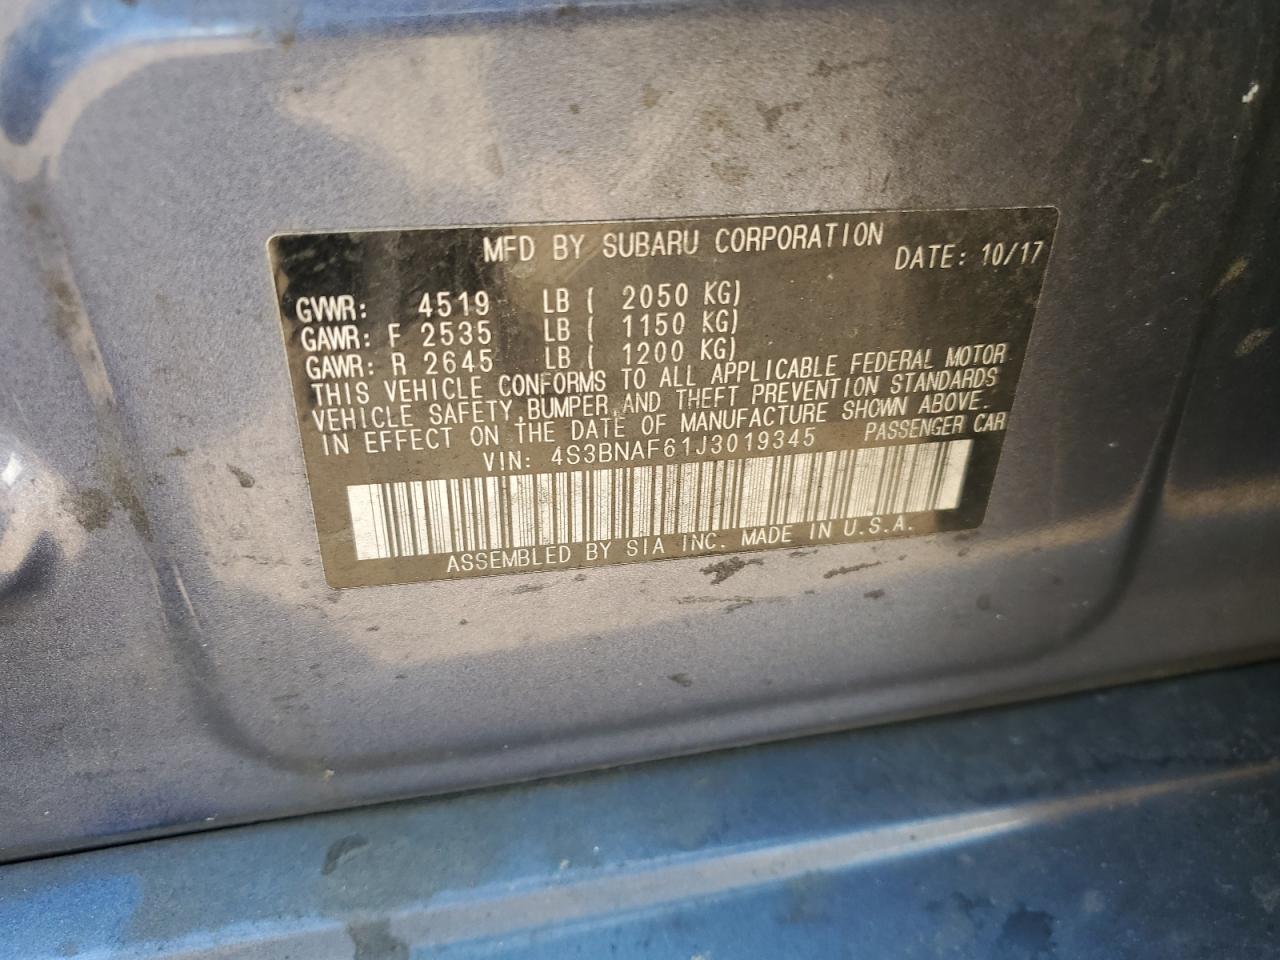 MFD BY SUBARU CORPORATION DATE: 10/17
GVWR: 4519 LB ( 2050 KG)
GAWR: F 2535 LB ( 1150 KG)
GAWR: R 2645 LB ( 1200 KG)
THIS VEHICLE CONFORMS TO ALL APPLICABLE FEDERAL MOTOR
VEHICLE SAFETY, BUMPER, AND THEFT PREVENTION STANDARDS
IN EFFECT ON THE DATE OF MANUFACTURE SHOWN ABOVE.
VIN: 4S3BNAF61J3019345 PASSENGER CAR
ASSEMBLED BY SIA INC. MADE IN U.S.A.